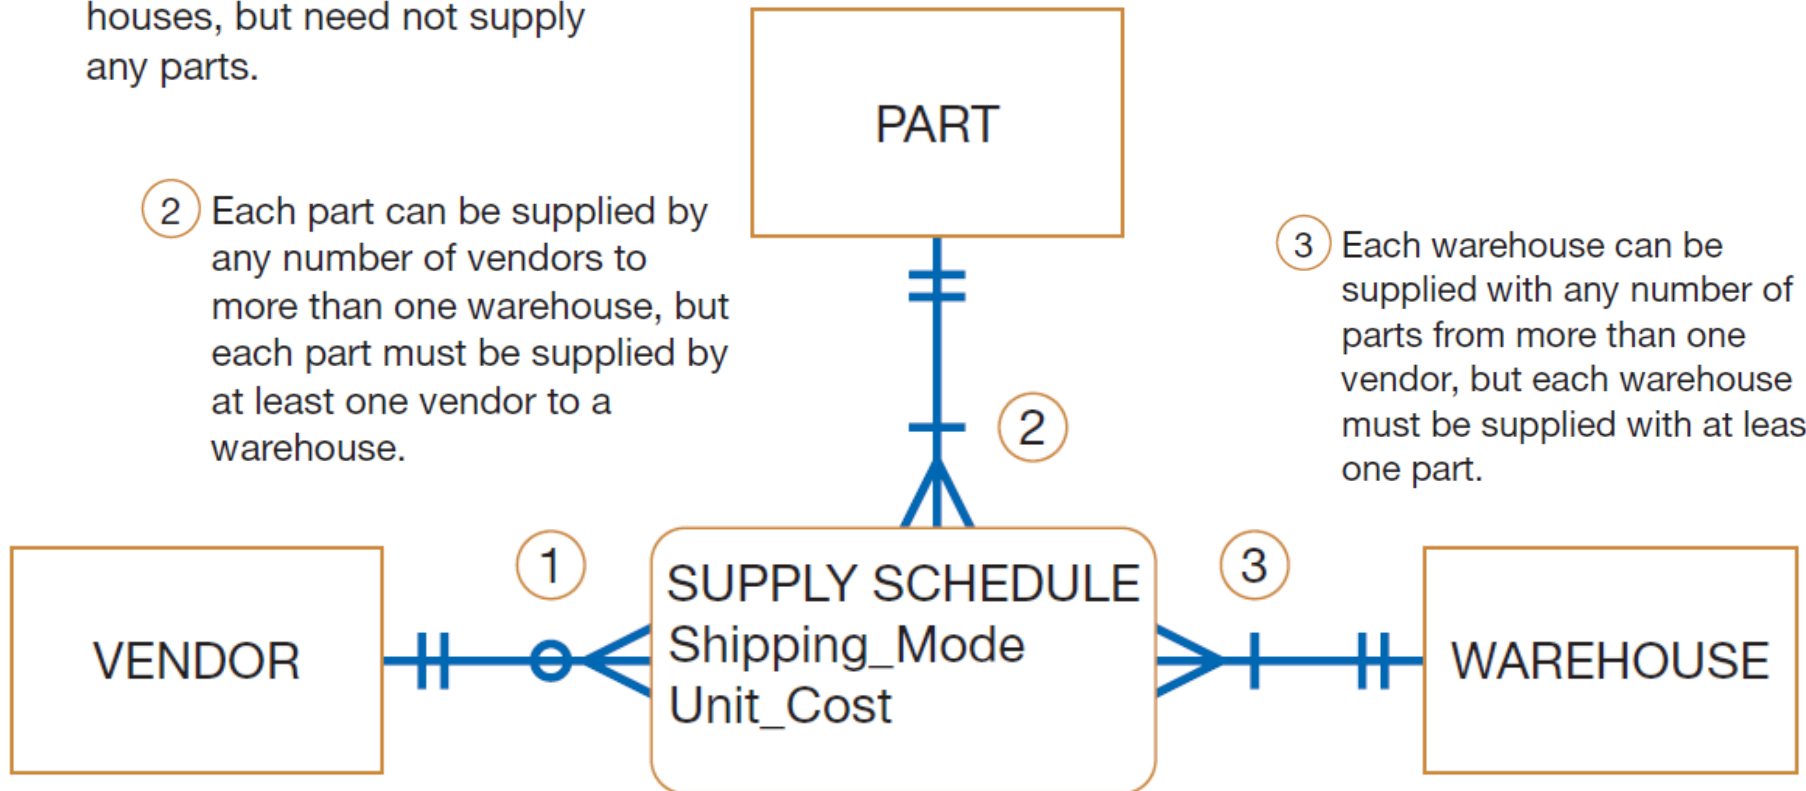 houses, but need not supply
any parts.
PART
2 Each part can be supplied by
any number of vendors to
more than one warehouse, but
each part must be supplied by
at least one vendor to a
warehouse.
3 Each warehouse can be
supplied with any number of
parts from more than one
vendor, but each warehouse
must be supplied with at leas
one part.
2
1
3
VENDOR
SUPPLY SCHEDULE
Shipping_Mode
Unit_Cost
WAREHOUSE